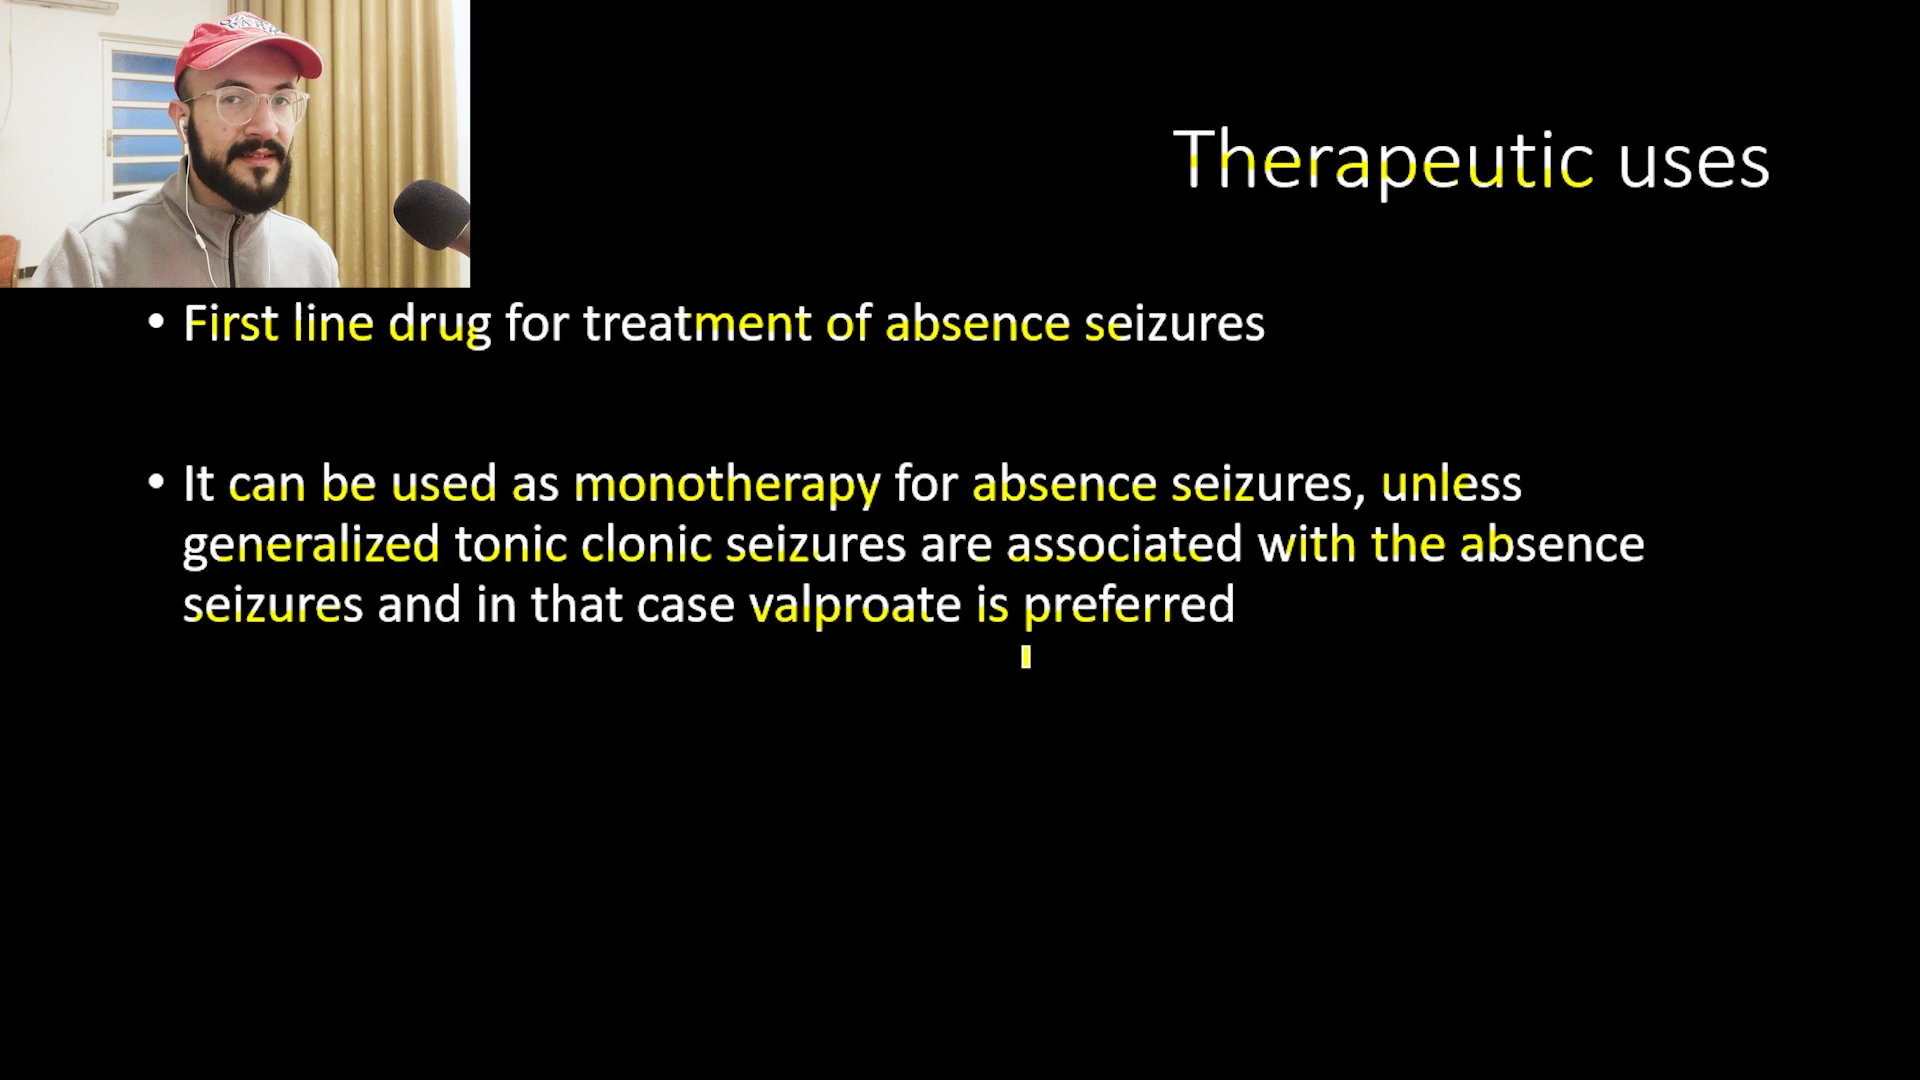 Therapeutic uses
• First line drug for treatment of absence seizures
• It can be used as monotherapy for absence seizures, unless
generalized tonic clonic seizures are associated with the absence
seizures and in that case valproate is preferred